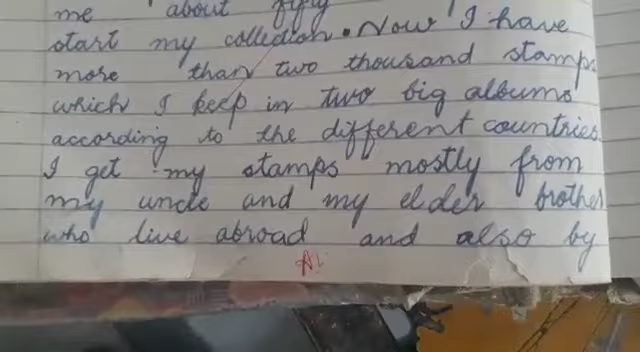 me about fifty
start my collection. Now I have
more than two thousand stamps
which I keep in two big albums
according to the different countries.
I get my stamps mostly from
my uncle and my elder brother
who live abroad and also by